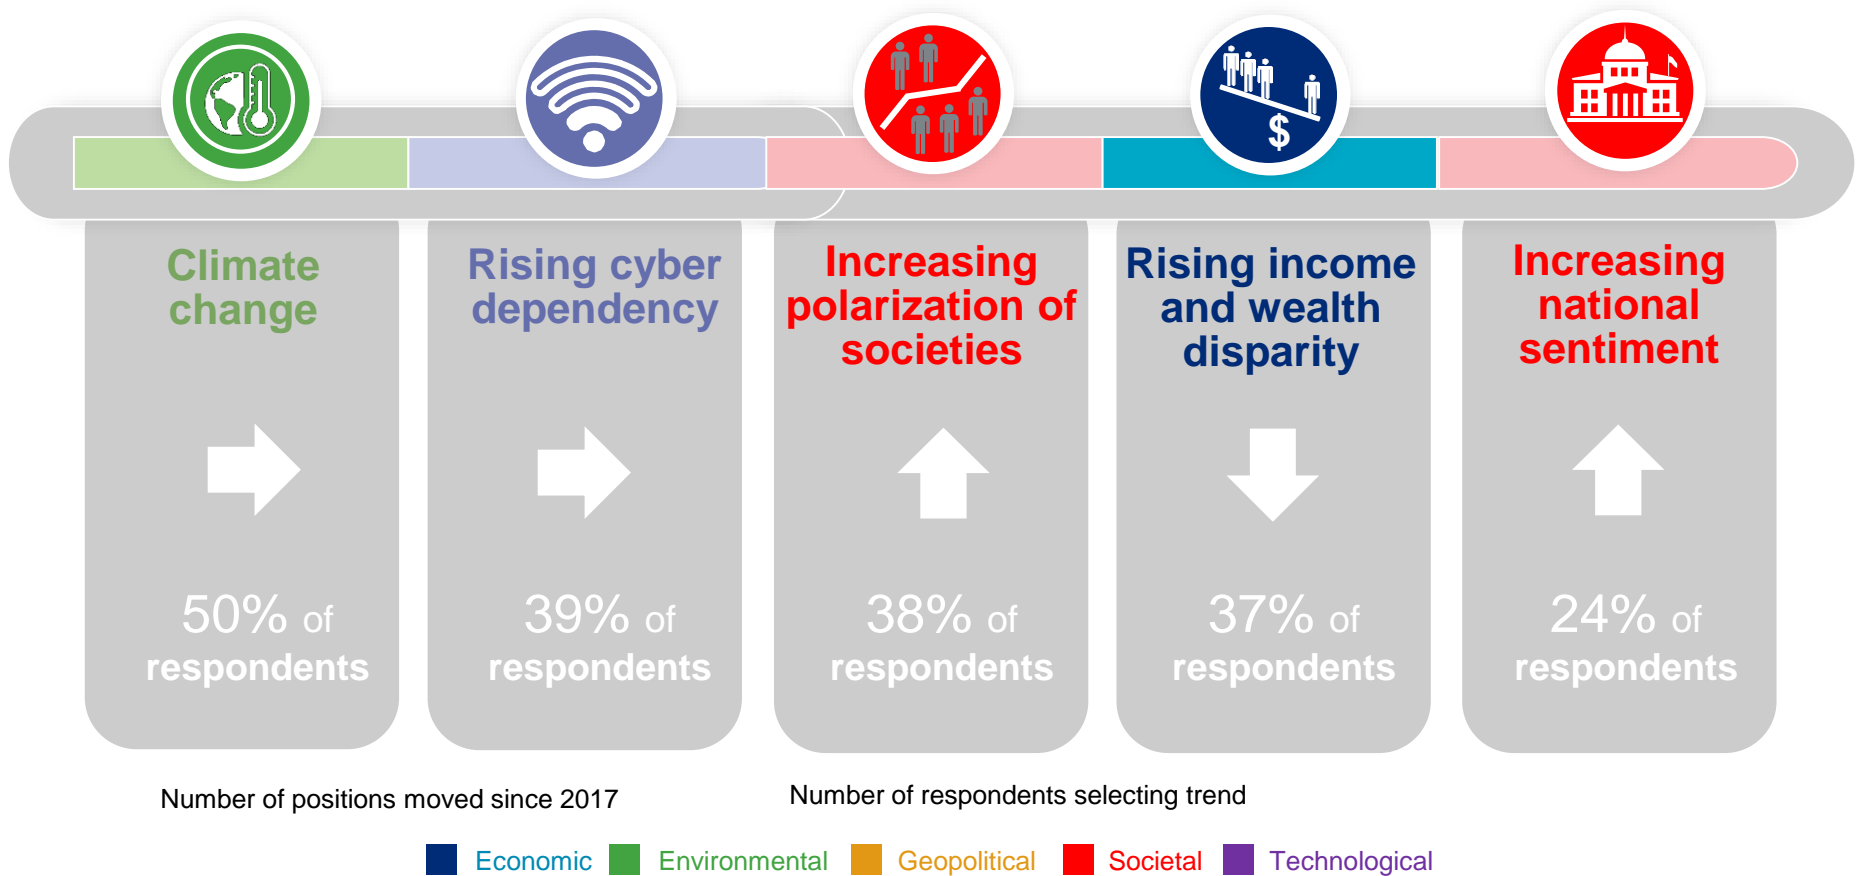 $
Climate
change
Rising cyber
dependency
Increasing
polarization of
societies
Rising income
and wealth
disparity
Increasing
national
sentiment
50% of
respondents
39% of
respondents
38% of
respondents
37% of
respondents
24% of
respondents
Number of positions moved since 2017
Number of respondents selecting trend
Economic
Environmental
Geopolitical
Societal
Technological